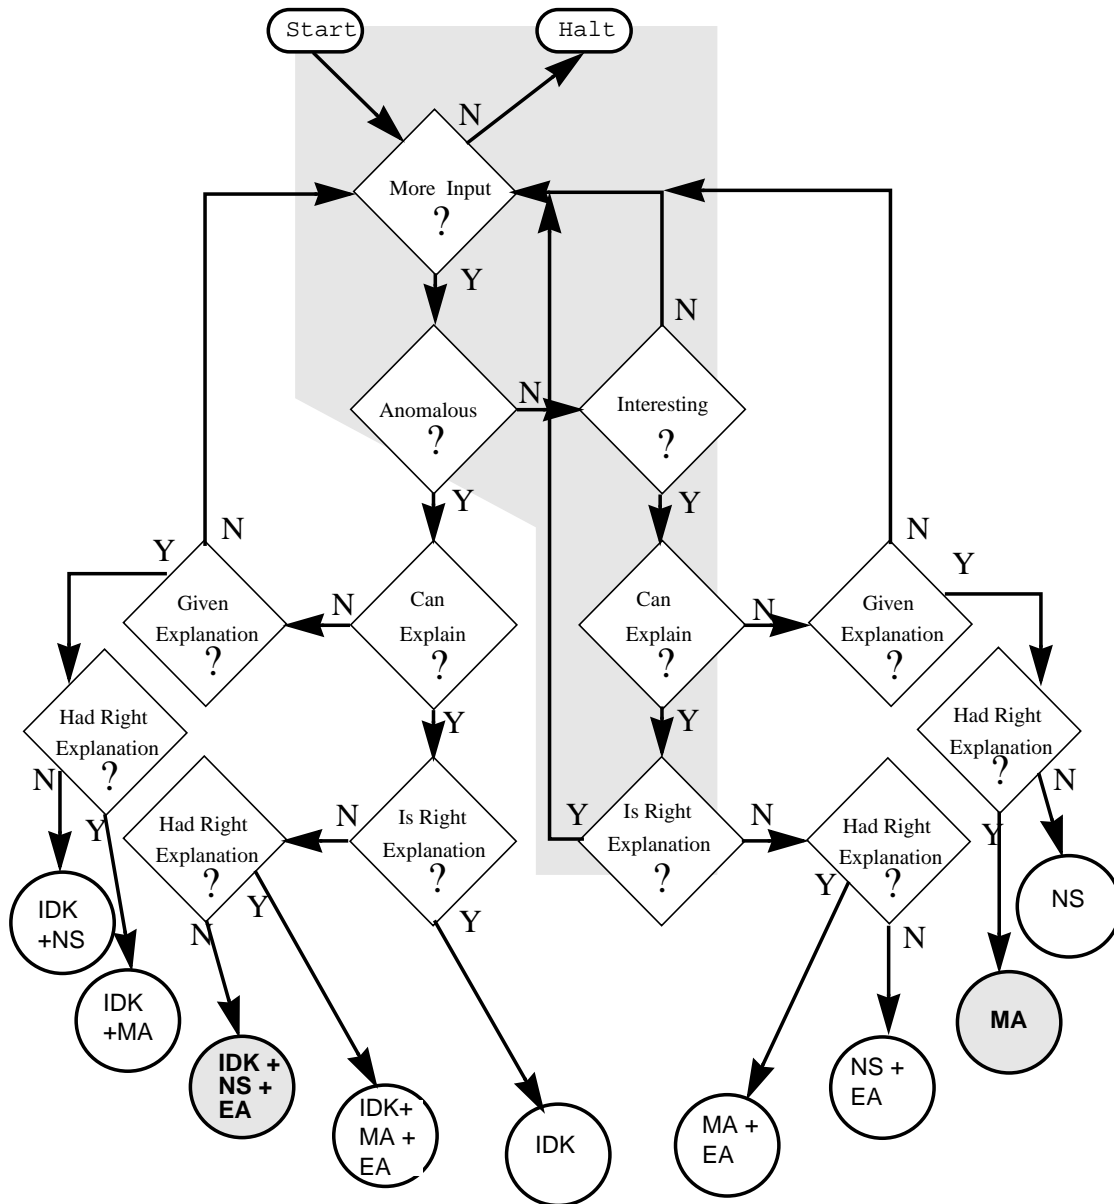 Start
Halt
N
More Input
?
Y
N
Anomalous
?
N
Interesting
?
Y
Y
N
N
Y
Y
Given
Explanation
?
N
Can
Explain
?
Can
Explain
?
N
Given
Explanation
?
Had Right
Explanation
?
Y
Y
Had Right
Explanation
?
N
Y
N
Y
Had Right
Explanation
?
N
Is Right
Explanation
?
Y
Is Right
Explanation
?
N
Had Right
Explanation
?
IDK
+NS
N
Y
Y
Y
N
NS
IDK
+MA
MA
IDK +
NS +
EA
IDK+
MA +
EA
IDK
MA +
EA
NS +
EA